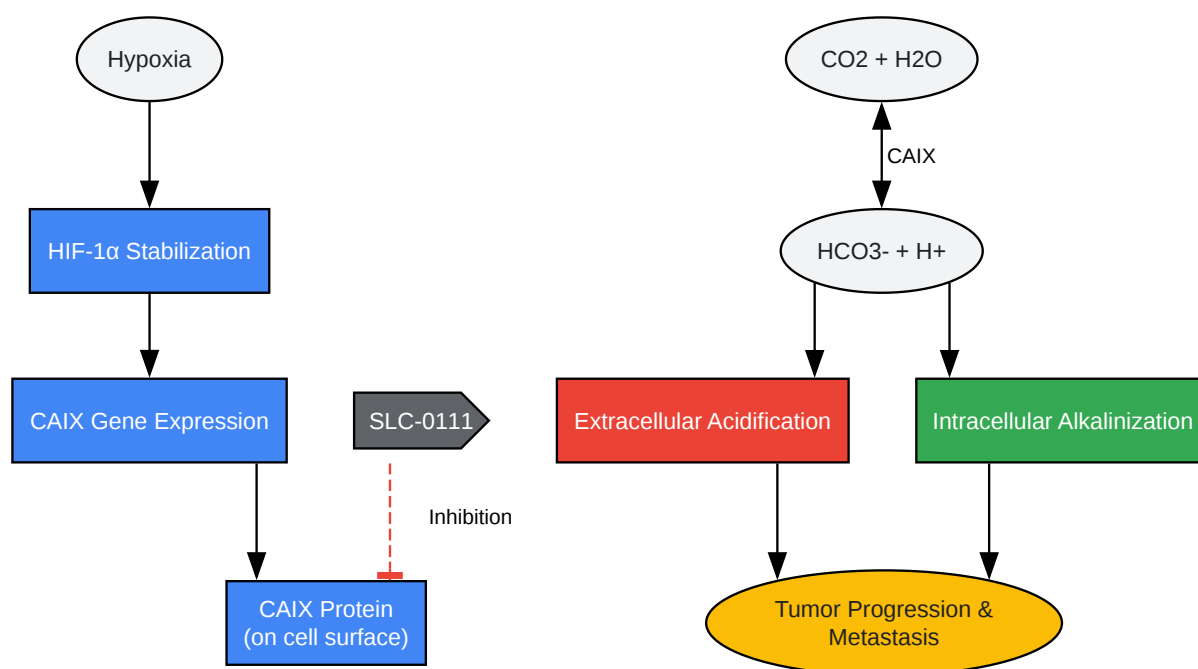 Hypoxia
CO2 + H2O
CAIX
HIF-1α Stabilization
HCO3- + H+
CAIX Gene Expression
SLC-0111
Extracellular Acidification
Intracellular Alkalinization
Inhibition
CAIX Protein
(on cell surface)
Tumor Progression &
Metastasis